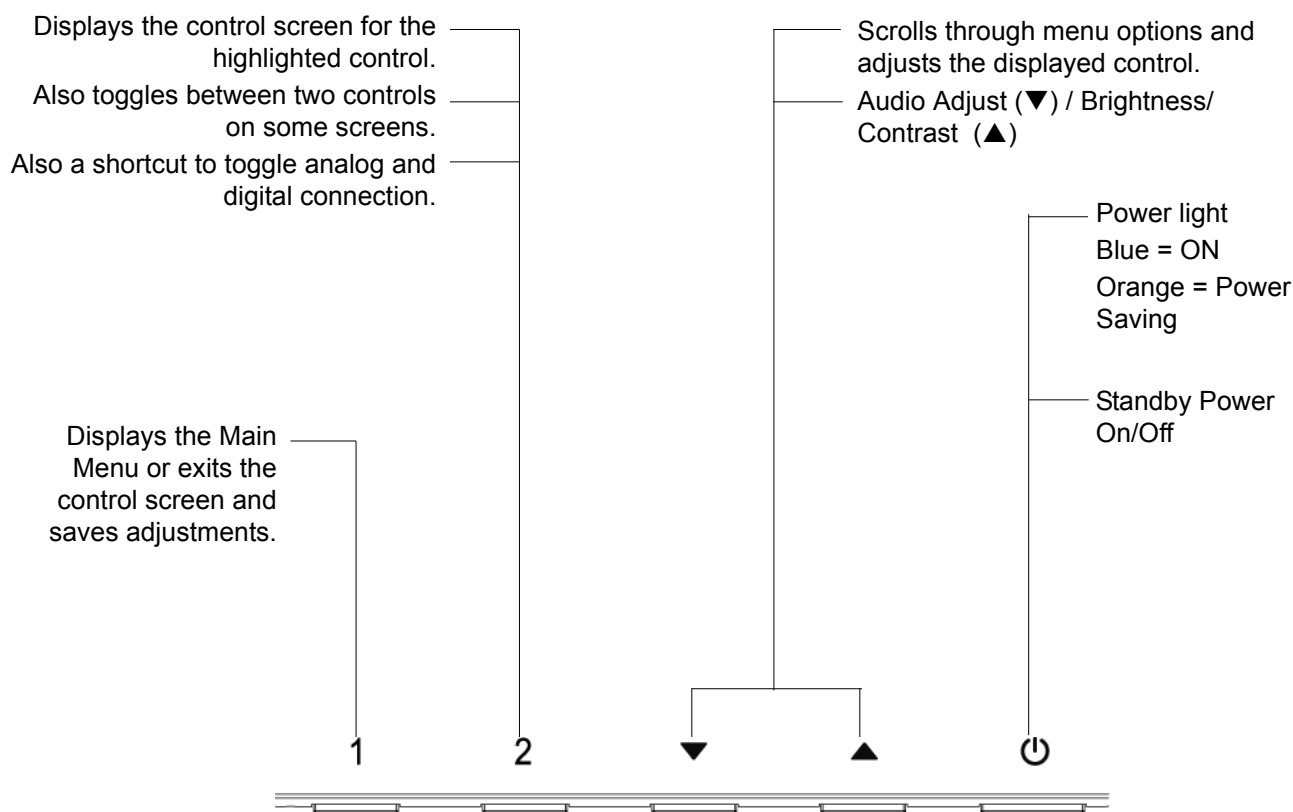 Displays the control screen for the
highlighted control.
Also toggles between two controls
on some screens.
Also a shortcut to toggle analog and
digital connection.
Scrolls through menu options and
adjusts the displayed control.
Audio Adjust (▼) / Brightness/
Contrast (▲)
Power light
Blue = ON
Orange = Power
Saving
Standby Power
On/Off
Displays the Main
Menu or exits the
control screen and
saves adjustments.
1 2 ▼ ▲ ⏻